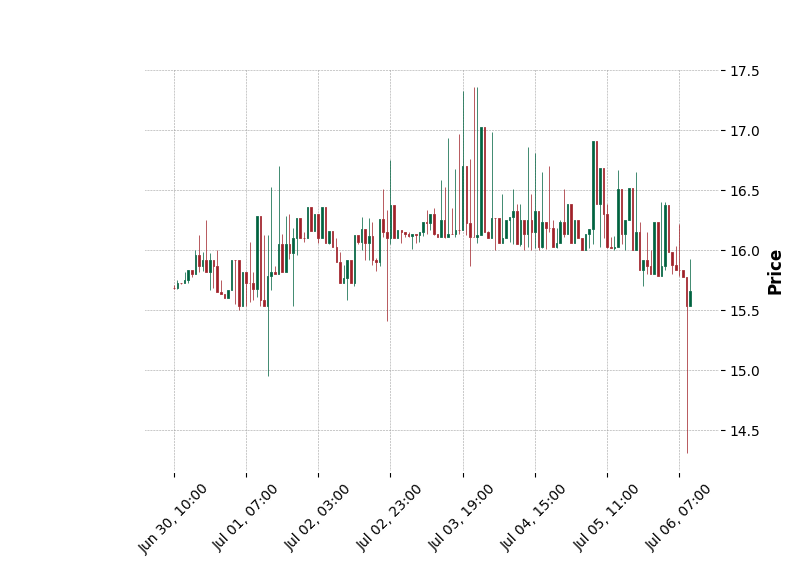 17.5
17.0
16.5
16.0
15.5
15.0
14.5
Price
Jun 30, 10:00
Jul 01, 07:00
Jul 02, 03:00
Jul 02, 23:00
Jul 03, 19:00
Jul 04, 15:00
Jul 05, 11:00
Jul 06, 07:00